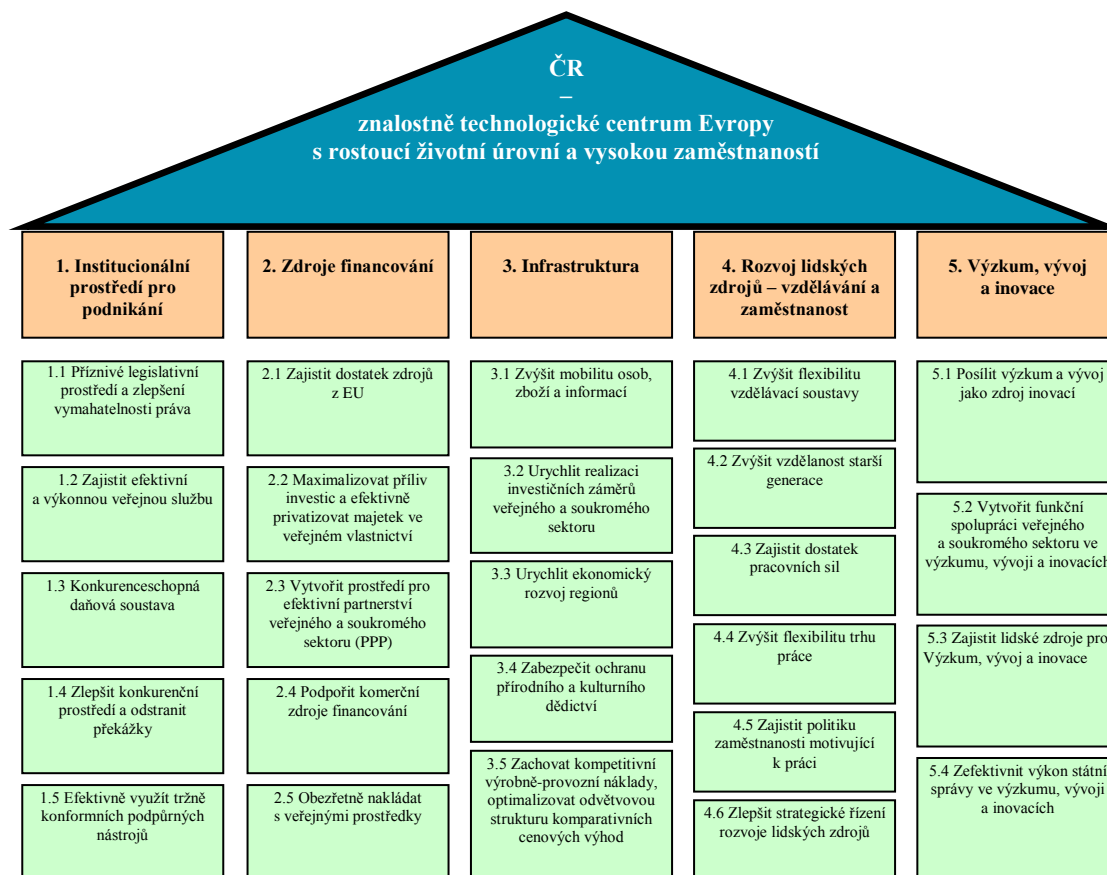 ČR
–
znalostně technologické centrum Evropy
s rostoucí životní úrovní a vysokou zaměstnaností
1. Institucionální
prostředí pro
podnikání
2. Zdroje financování
3. Infrastruktura
4. Rozvoj lidských
zdrojů – vzdělávání a
zaměstnanost
5. Výzkum, vývoj
a inovace
1.1 Příznivé legislativní
prostředí a zlepšení
vymahatelnosti práva
1.2 Zajistit efektivní
a výkonnou veřejnou službu
1.3 Konkurenceschopná
daňová soustava
1.4 Zlepšit konkurenční
prostředí a odstranit
překážky
1.5 Efektivně využít tržně
konformních podpůrných
nástrojů
2.1 Zajistit dostatek zdrojů
z EU
2.2 Maximalizovat příliv
investic a efektivně
privatizovat majetek ve
veřejném vlastnictví
2.3 Vytvořit prostředí pro
efektivní partnerství
veřejného a soukromého
sektoru (PPP)
2.4 Podpořit komerční
zdroje financování
2.5 Obezřetně nakládat
s veřejnými prostředky
3.1 Zvýšit mobilitu osob,
zboží a informací
3.2 Urychlit realizaci
investičních záměrů
veřejného a soukromého
sektoru
3.3 Urychlit ekonomický
rozvoj regionů
3.4 Zabezpečit ochranu
přírodního a kulturního
dědictví
3.5 Zachovat kompetitivní
výrobně-provozní náklady,
optimalizovat odvětvovou
strukturu komparativních
cenových výhod
4.1 Zvýšit flexibilitu
vzdělávací soustavy
4.2 Zvýšit vzdělanost starší
generace
4.3 Zajistit dostatek
pracovních sil
4.4 Zvýšit flexibilitu trhu
práce
4.5 Zajistit politiku
zaměstnanosti motivující
k práci
4.6 Zlepšit strategické řízení
rozvoje lidských zdrojů
5.1 Posílit výzkum a vývoj
jako zdroj inovací
5.2 Vytvořit funkční
spolupráci veřejného
a soukromého sektoru ve
výzkumu, vývoji a inovacích
5.3 Zajistit lidské zdroje pro
Výzkum, vývoj a inovace
5.4 Zefektivnit výkon státní
správy ve výzkumu, vývoji
a inovacích